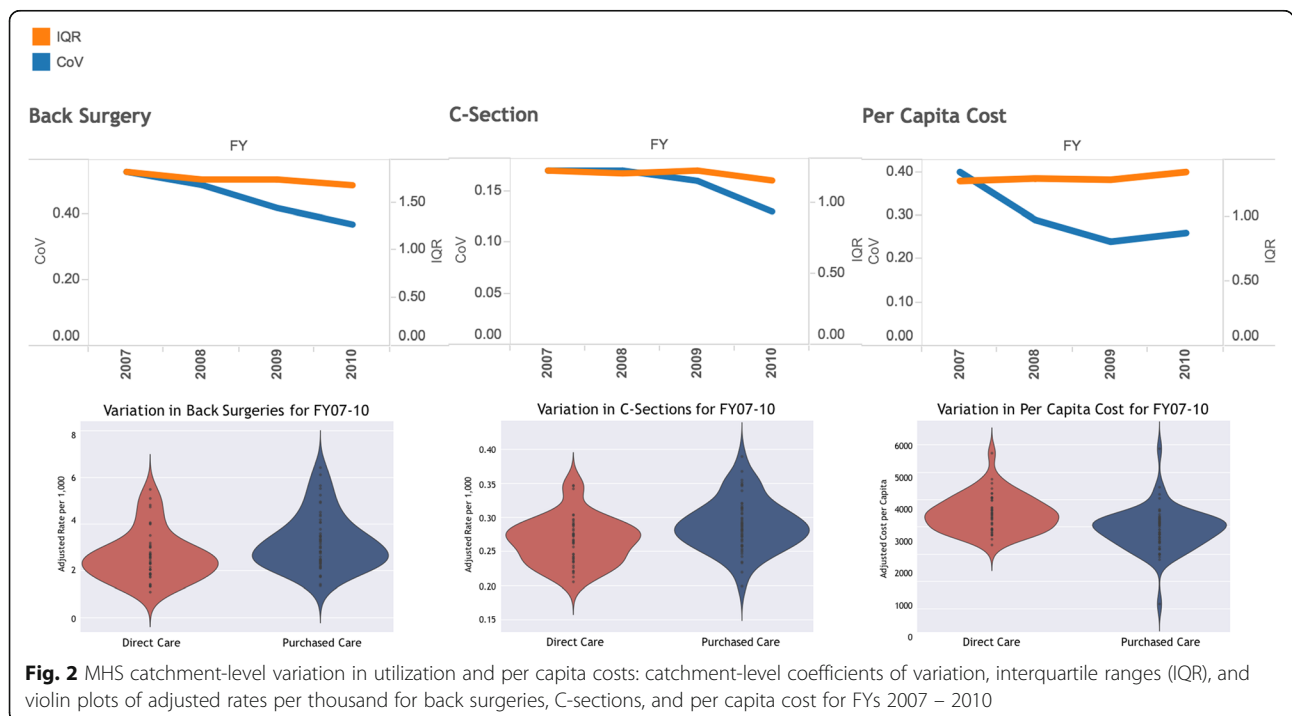 IQR
CoV
Back Surgery
C-Section
Per Capita Cost
FY
FY
FY
0.40
0.20
0.00
CoV
1.50
1.00
0.50
0.00
IQR
2007
2008
2009
2010
0.15
0.10
0.05
0.00
CoV
1.00
0.50
0.00
IQR
2007
2008
2009
2010
0.40
0.30
0.20
0.10
0.00
CoV
1.00
0.50
0.00
IQR
2007
2008
2009
2010
Variation in Back Surgeries for FY07-10
8
6
4
2
0
Adjusted Rate per 1,000
Direct Care
Purchased Care
Variation in C-Sections for FY07-10
0.40
0.35
0.30
0.25
0.20
0.15
Adjusted Rate per 1,000
Direct Care
Purchased Care
Variation in Per Capita Cost for FY07-10
6000
5000
4000
3000
2000
1000
0
Adjusted Cost per Capita
Direct Care
Purchased Care
Fig. 2 MHS catchment-level variation in utilization and per capita costs: catchment-level coefficients of variation, interquartile ranges (IQR), and
violin plots of adjusted rates per thousand for back surgeries, C-sections, and per capita cost for FYs 2007 – 2010